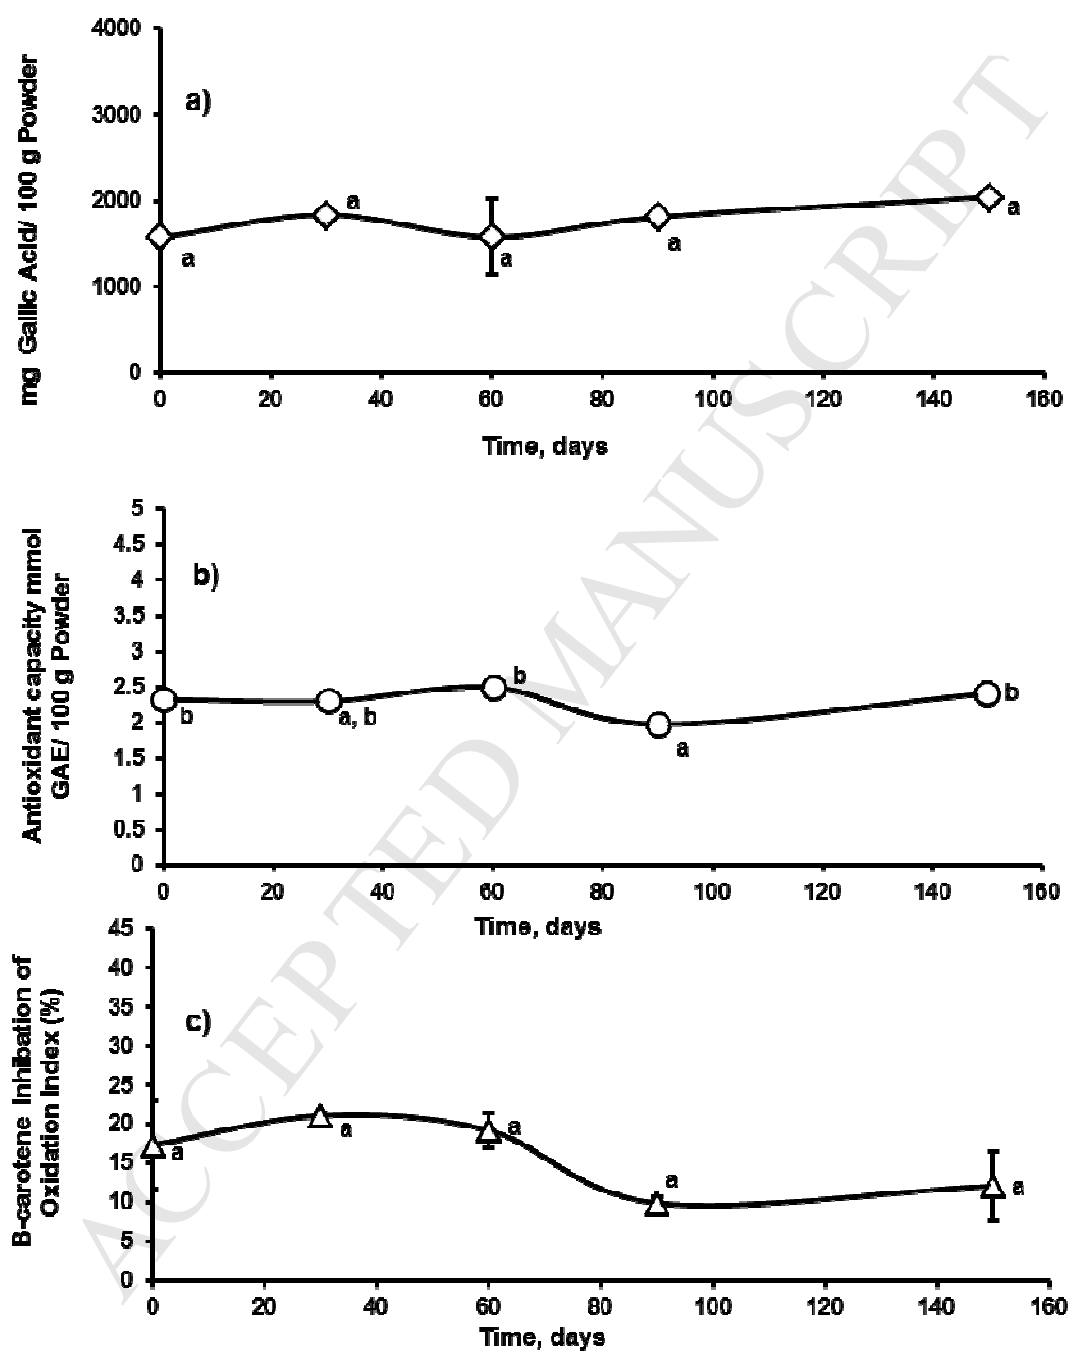 4000
3000
2000
1000
0
mg Gallic Acid/ 100 g Powder
a)
a
a
a
a
a
0 20 40 60 80 100 120 140 160
Time, days
5
4.5
4
3.5
3
2.5
2
1.5
1
0.5
0
Antioxidant capacity mmol
GAE/ 100 g Powder
b)
b
a, b
b
a
b
0 20 40 60 80 100 120 140 160
Time, days
45
40
35
30
25
20
15
10
5
0
B-carotene Inhibation of
Oxidation Index (%)
c)
a
a
a
a
a
0 20 40 60 80 100 120 140 160
Time, days
ACCEPTED MANUSCRIPT